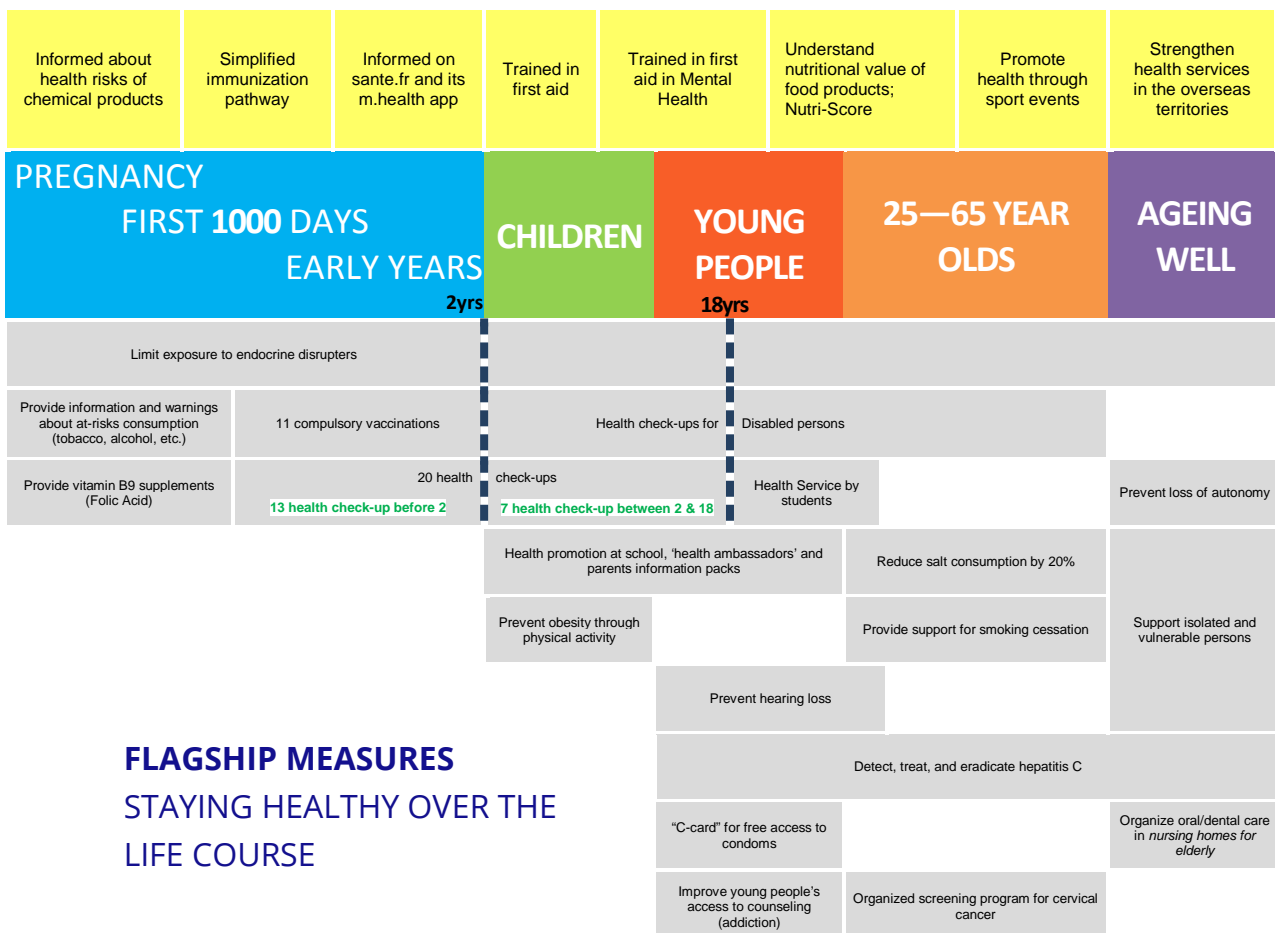 Informed about
health risks of
chemical products
Simplified
immunization
pathway
Informed on
sante.fr and its
m.health app
Trained in
first aid
Trained in first
aid in Mental
Health
Understand
nutritional value of
food products;
Nutri-Score
Promote
health through
sport events
Strengthen
health services
in the overseas
territories
PREGNANCY
FIRST 1000 DAYS
EARLY YEARS
2yrs
CHILDREN
YOUNG
PEOPLE
18yrs
25—65 YEAR
OLDS
AGEING
WELL
Limit exposure to endocrine disrupters
Provide information and warnings
about at-risks consumption
(tobacco, alcohol, etc.)
11 compulsory vaccinations
Health check-ups for Disabled persons
Provide vitamin B9 supplements
(Folic Acid)
20 health check-ups
13 health check-up before 2
7 health check-up between 2 & 18
Health Service by
students
Prevent loss of autonomy
Health promotion at school, ‘health ambassadors’ and
parents information packs
Reduce salt consumption by 20%
Prevent obesity through
physical activity
Provide support for smoking cessation
Support isolated and
vulnerable persons
Prevent hearing loss
FLAGSHIP MEASURES
STAYING HEALTHY OVER THE
LIFE COURSE
Detect, treat, and eradicate hepatitis C
“C-card” for free access to
condoms
Organize oral/dental care
in nursing homes for
elderly
Improve young people’s
access to counseling
(addiction)
Organized screening program for cervical
cancer